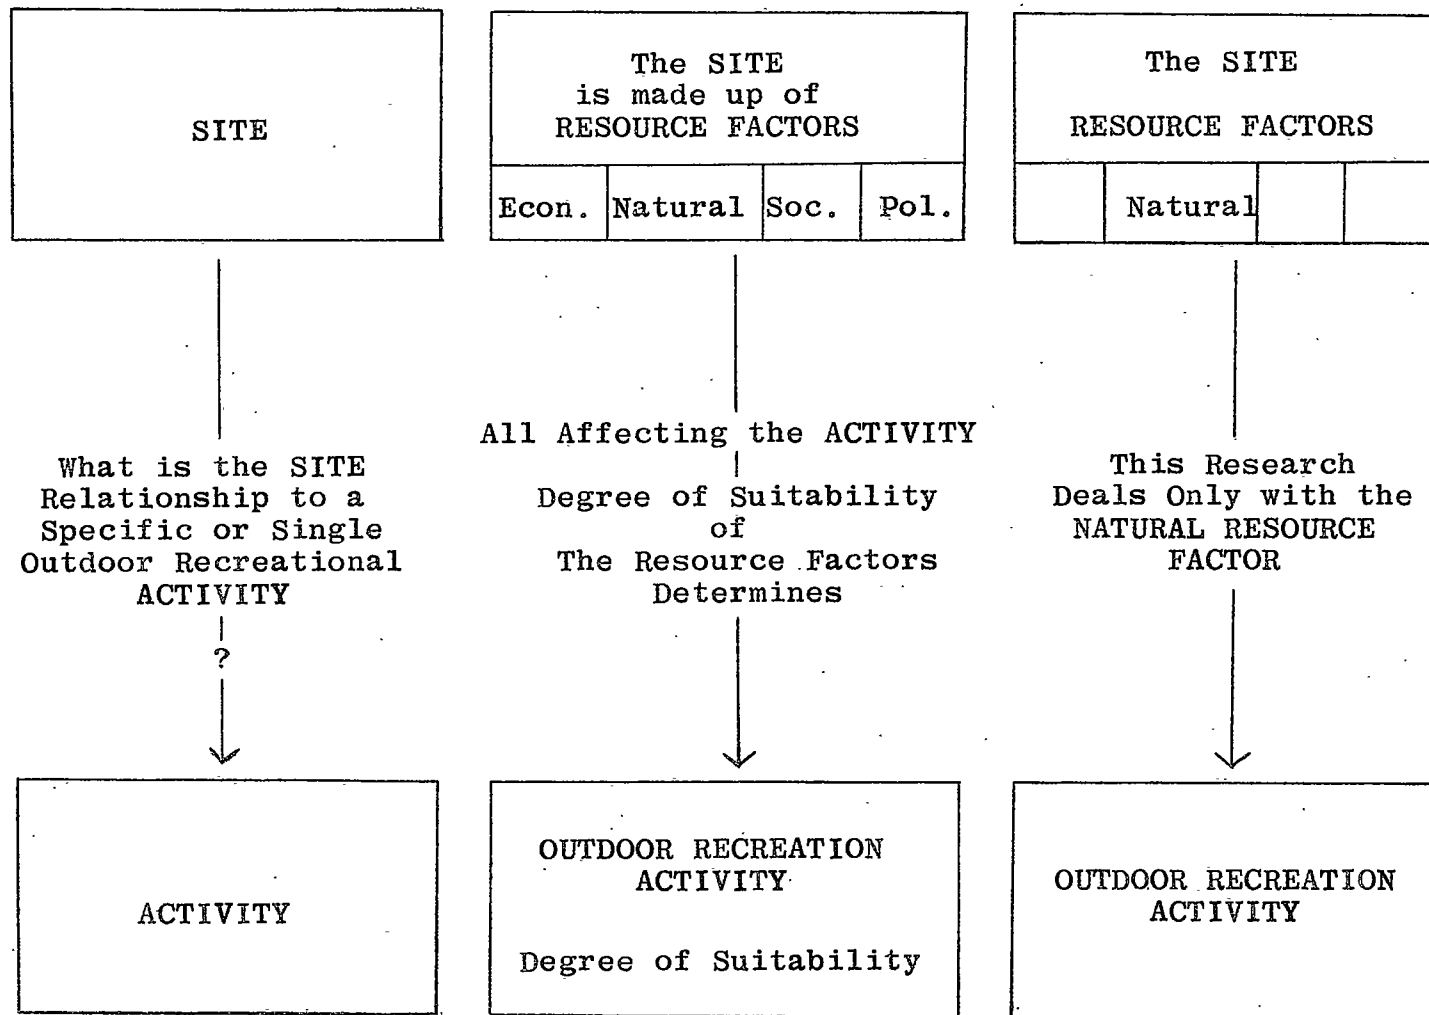 SITE
What is the SITE
Relationship to a
Specific or Single
Outdoor Recreational
ACTIVITY
?
ACTIVITY
The SITE
is made up of
RESOURCE FACTORS
Econ. Natural Soc. Pol.
All Affecting the ACTIVITY
Degree of Suitability
of
The Resource Factors
Determines
OUTDOOR RECREATION
ACTIVITY
Degree of Suitability
The SITE
RESOURCE FACTORS
Natural
This Research
Deals Only with the
NATURAL RESOURCE
FACTOR
OUTDOOR RECREATION
ACTIVITY